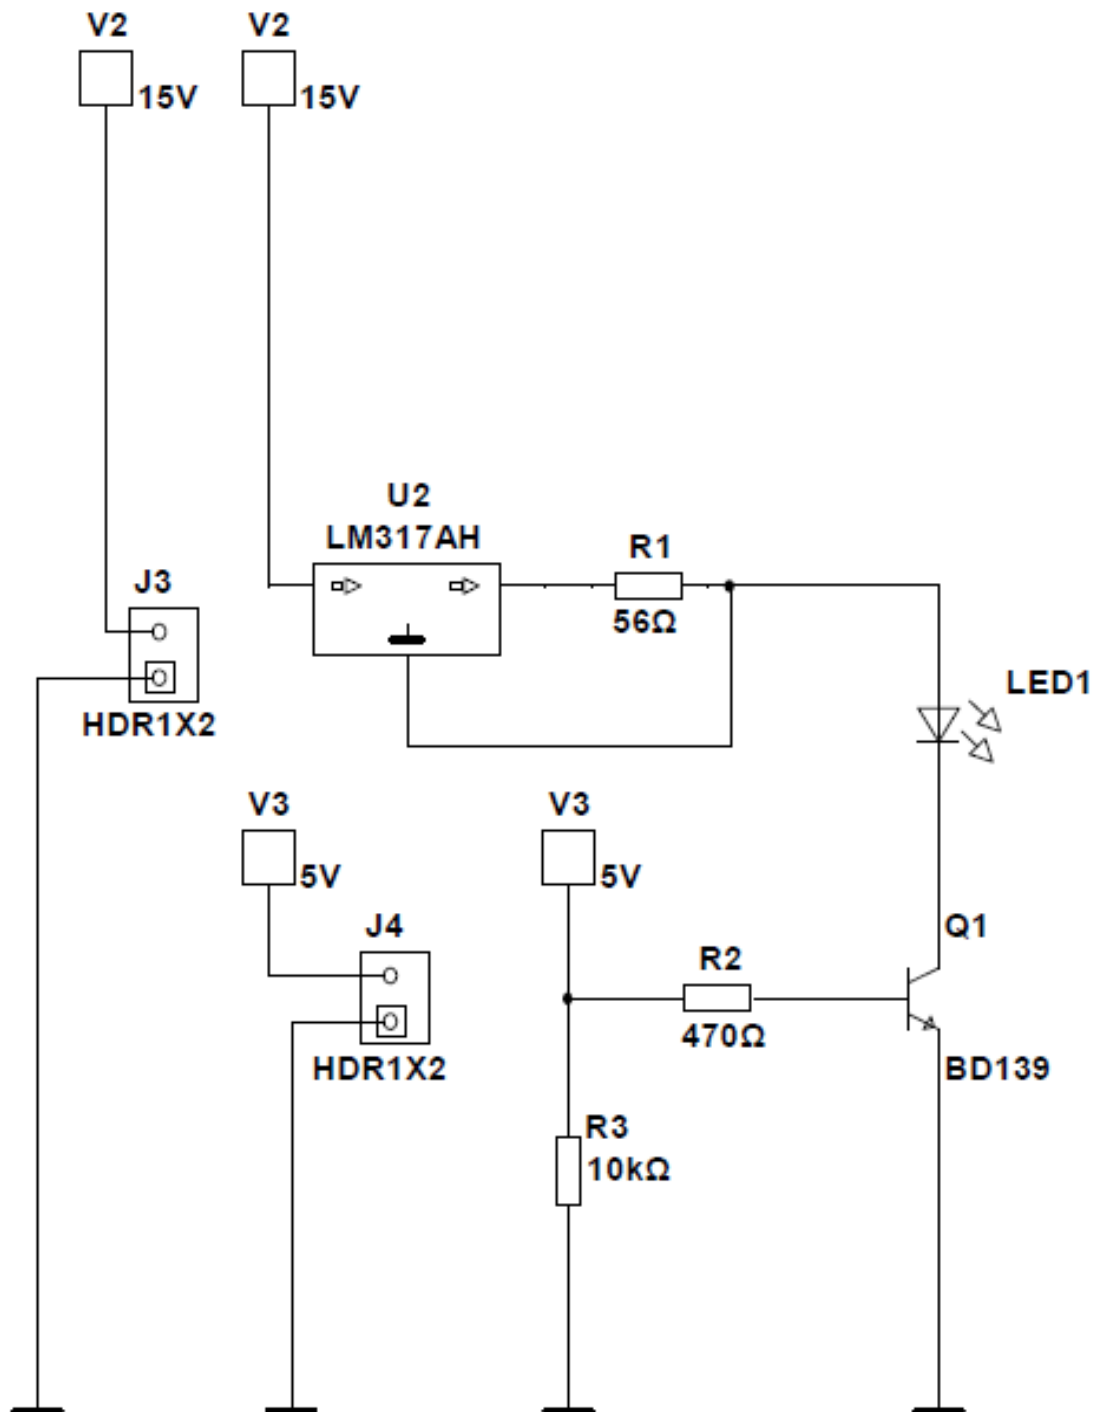 V2
15V
V2
15V
U2
LM317AH
R1
56Ω
J3
HDR1X2
LED1
V3
5V
V3
5V
J4
HDR1X2
R2
470Ω
Q1
BD139
R3
10kΩ